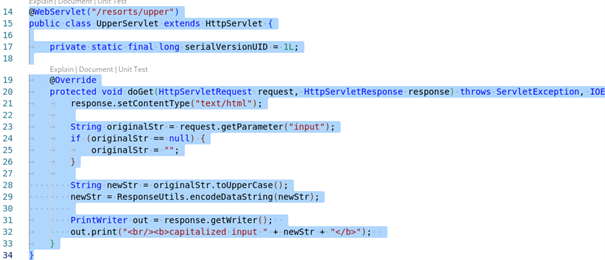 Explain | Document | Unit Test
14 @WebServlet("/resorts/upper")
15 public class UpperServlet extends HttpServlet {
16
17 private static final long serialVersionUID = 1L;
18
Explain | Document | Unit Test
19 @Override
20 protected void doGet(HttpServletRequest request, HttpServletResponse response) throws ServletException, IOE
21 response.setContentType("text/html");
22
23 String originalStr = request.getParameter("input");
24 if (originalStr == null) {
25 originalStr = "";
26 }
27
28 String newStr = originalStr.toUpperCase();
29 newStr = ResponseUtils.encodeDataString(newStr);
30
31 PrintWriter out = response.getWriter();
32 out.print("<br/><b>capitalized input " + newStr + "</b>");
33 }
34 }